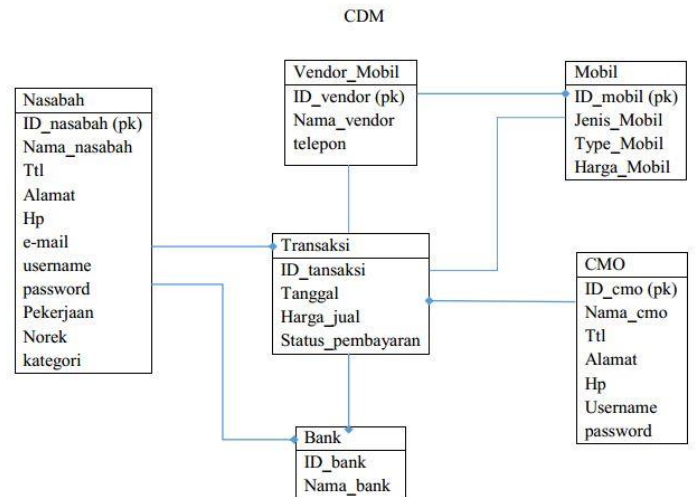 CDM
Nasabah
ID_nasabah (pk)
Nama_nasabah
Ttl
Alamat
Hp
e-mail
username
password
Pekerjaan
Norek
kategori
Vendor_Mobil
ID_vendor (pk)
Nama_vendor
telepon
Mobil
ID_mobil (pk)
Jenis_Mobil
Type_Mobil
Harga_Mobil
Transaksi
ID_tansaksi
Tanggal
Harga_jual
Status_pembayaran
CMO
ID_cmo (pk)
Nama_cmo
Ttl
Alamat
Hp
Username
password
Bank
ID_bank
Nama_bank